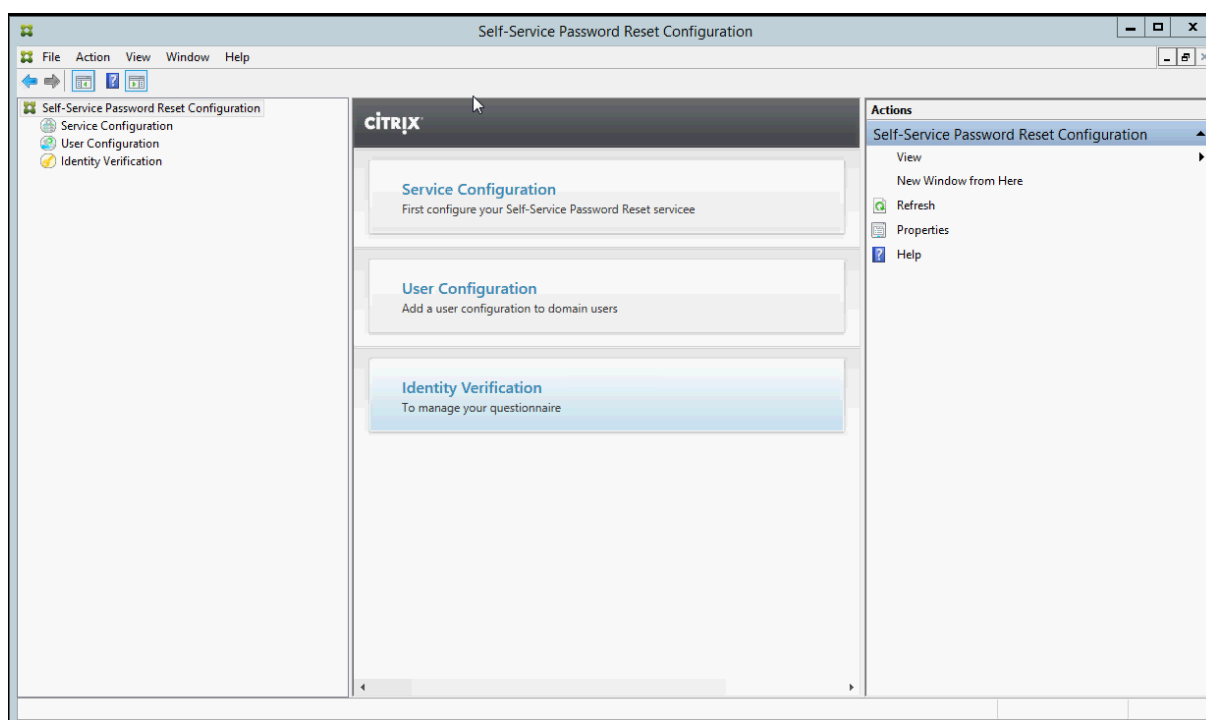 Self-Service Password Reset Configuration
File Action View Window Help
Self-Service Password Reset Configuration
Service Configuration
User Configuration
Identity Verification
CİTRIX
Service Configuration
First configure your Self-Service Password Reset servicee
User Configuration
Add a user configuration to domain users
Identity Verification
To manage your questionnaire
Actions
Self-Service Password Reset Configuration
View
New Window from Here
Refresh
Properties
Help